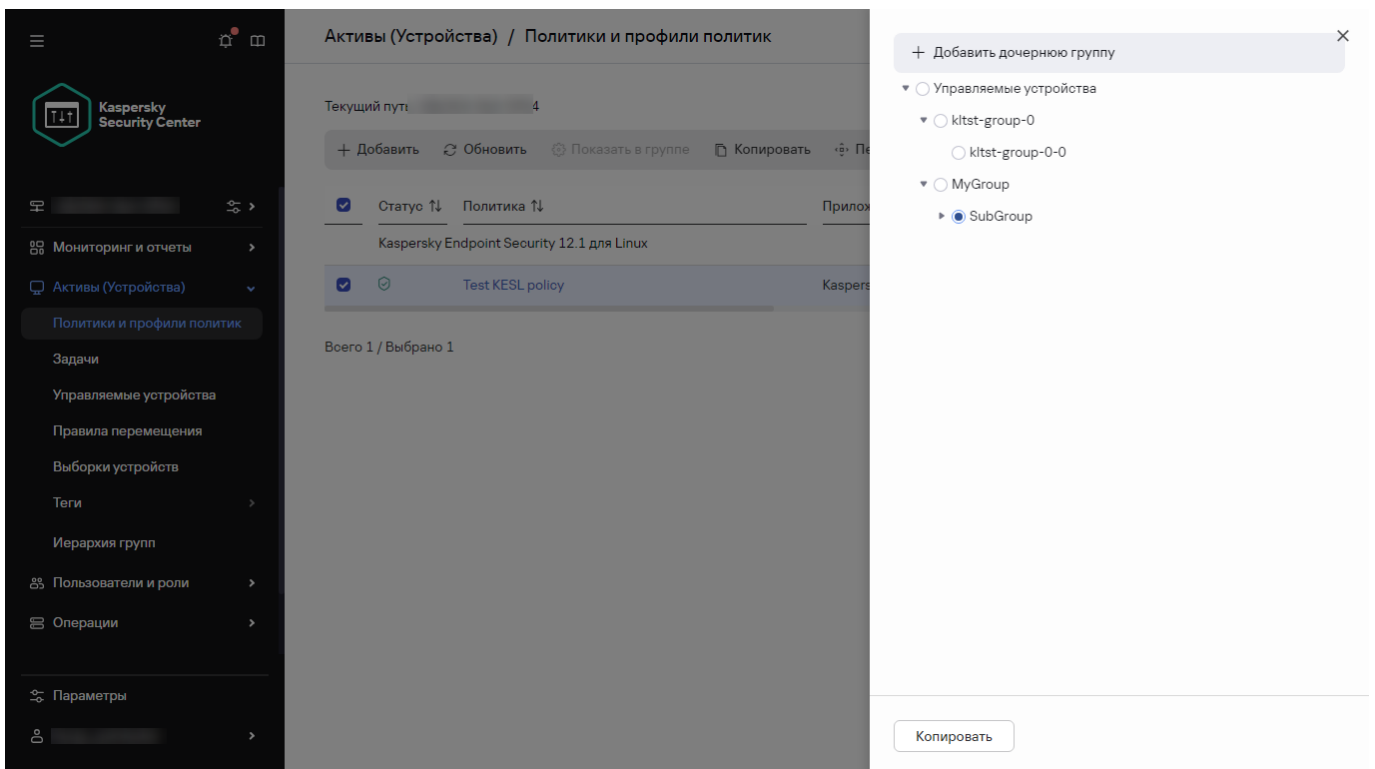 Kaspersky
Security Center
Мониторинг и отчеты
Активы (Устройства)
Политики и профили политик
Задачи
Управляемые устройства
Правила перемещения
Выборки устройств
Теги
Иерархия групп
Пользователи и роли
Операции
Параметры
Активы (Устройства) / Политики и профили политик
Текущий путь 4
Добавить Обновить Показать в группе Копировать
Статус Политика
Kaspersky Endpoint Security 12.1 для Linux
Test KESL policy
Всего 1 / Выбрано 1
Добавить дочернюю группу
Управляемые устройства
kltst-group-0
kltst-group-0-0
MyGroup
SubGroup
Копировать